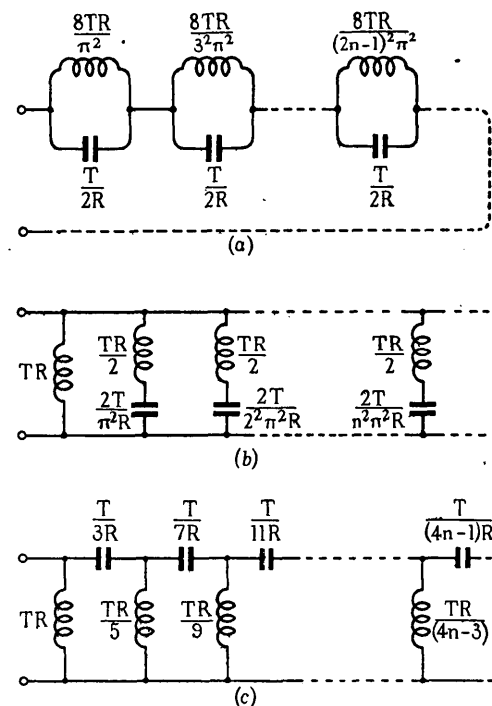 8TR/π² 8TR/3²π² 8TR/(2n-1)²π²
T/2R T/2R T/2R
(a)
TR TR/2 TR/2 TR/2
2T/π²R 2T/2²π²R 2T/n²π²R
(b)
T/3R T/7R T/11R T/(4n-1)R
TR TR/5 TR/9 TR/(4n-3)
(c)